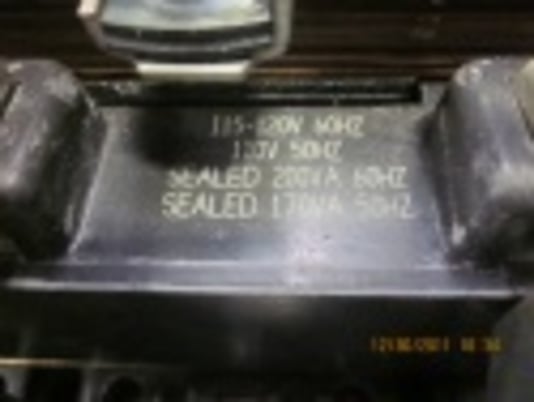 115-120V 60HZ
110V 50HZ
SEALED 200VA 60HZ
SEALED 170VA 50HZ